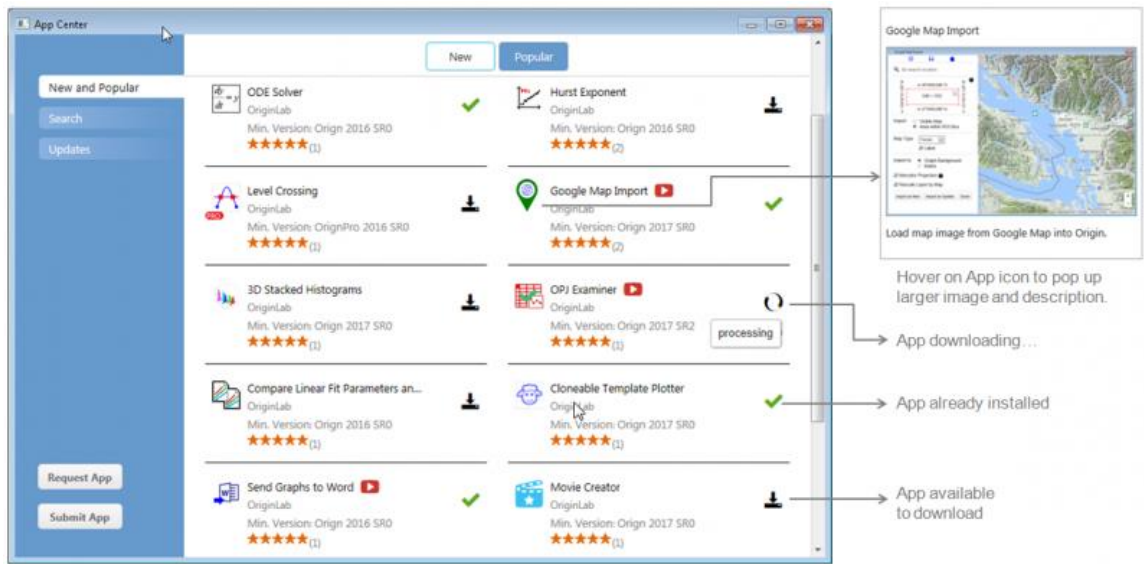 App Center
New
Popular
New and Popular
Search
Updates
Request App
Submit App
ODE Solver
OriginLab
Min. Version: Orign 2016 SR0
(1)
Hurst Exponent
OriginLab
Min. Version: Orign 2016 SR0
(2)
Level Crossing
OriginLab
Min. Version: OrignPro 2016 SR0
(1)
PRO
Google Map Import
OriginLab
Min. Version: Orign 2017 SR0
(2)
3D Stacked Histograms
OriginLab
Min. Version: Orign 2017 SR0
(1)
OPJ Examiner
OriginLab
Min. Version: Orign 2017 SR2
(1)
processing
Compare Linear Fit Parameters an...
OriginLab
Min. Version: Orign 2016 SR0
(1)
Cloneable Template Plotter
OriginLab
Min. Version: Orign 2017 SR0
(1)
Send Graphs to Word
OriginLab
Min. Version: Orign 2016 SR0
(1)
Movie Creator
OriginLab
Min. Version: Orign 2017 SR0
(1)
Google Map Import
Load map image from Google Map into Origin.
Hover on App icon to pop up
larger image and description.
App downloading...
App already installed
App available
to download